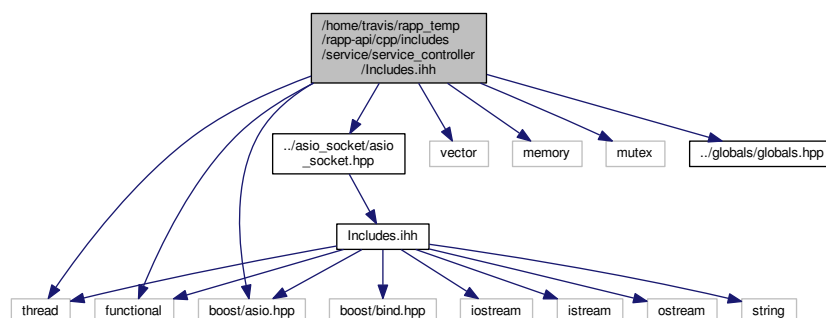 /home/travis/rapp_temp
/rapp-api/cpp/includes
/service/service_controller
/Includes.ihh
../asio_socket/asio
_socket.hpp
vector
memory
mutex
../globals/globals.hpp
Includes.ihh
thread
functional
boost/asio.hpp
boost/bind.hpp
iostream
istream
ostream
string